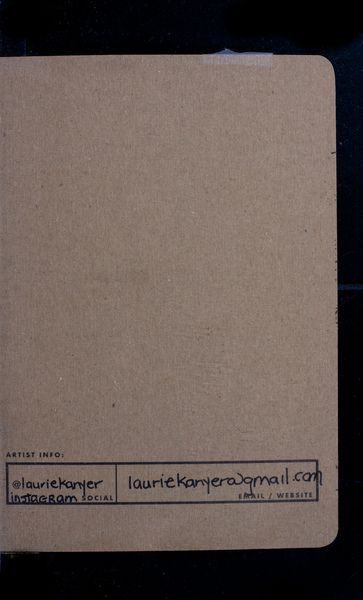 ARTIST INFO:
@lauriekanyer
instagram SOCIAL
lauriekanyer@gmail.com
EMAIL / WEBSITE